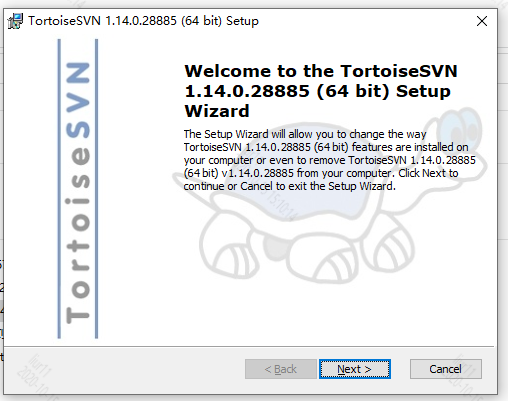 TortoiseSVN 1.14.0.28885 (64 bit) Setup
TortoiseSVN
Welcome to the TortoiseSVN
1.14.0.28885 (64 bit) Setup
Wizard
The Setup Wizard will allow you to change the way
TortoiseSVN 1.14.0.28885 (64 bit) features are installed on
your computer or even to remove TortoiseSVN 1.14.0.28885
(64 bit) v1.14.0.28885 from your computer. Click Next to
continue or Cancel to exit the Setup Wizard.
< Back
Next >
Cancel